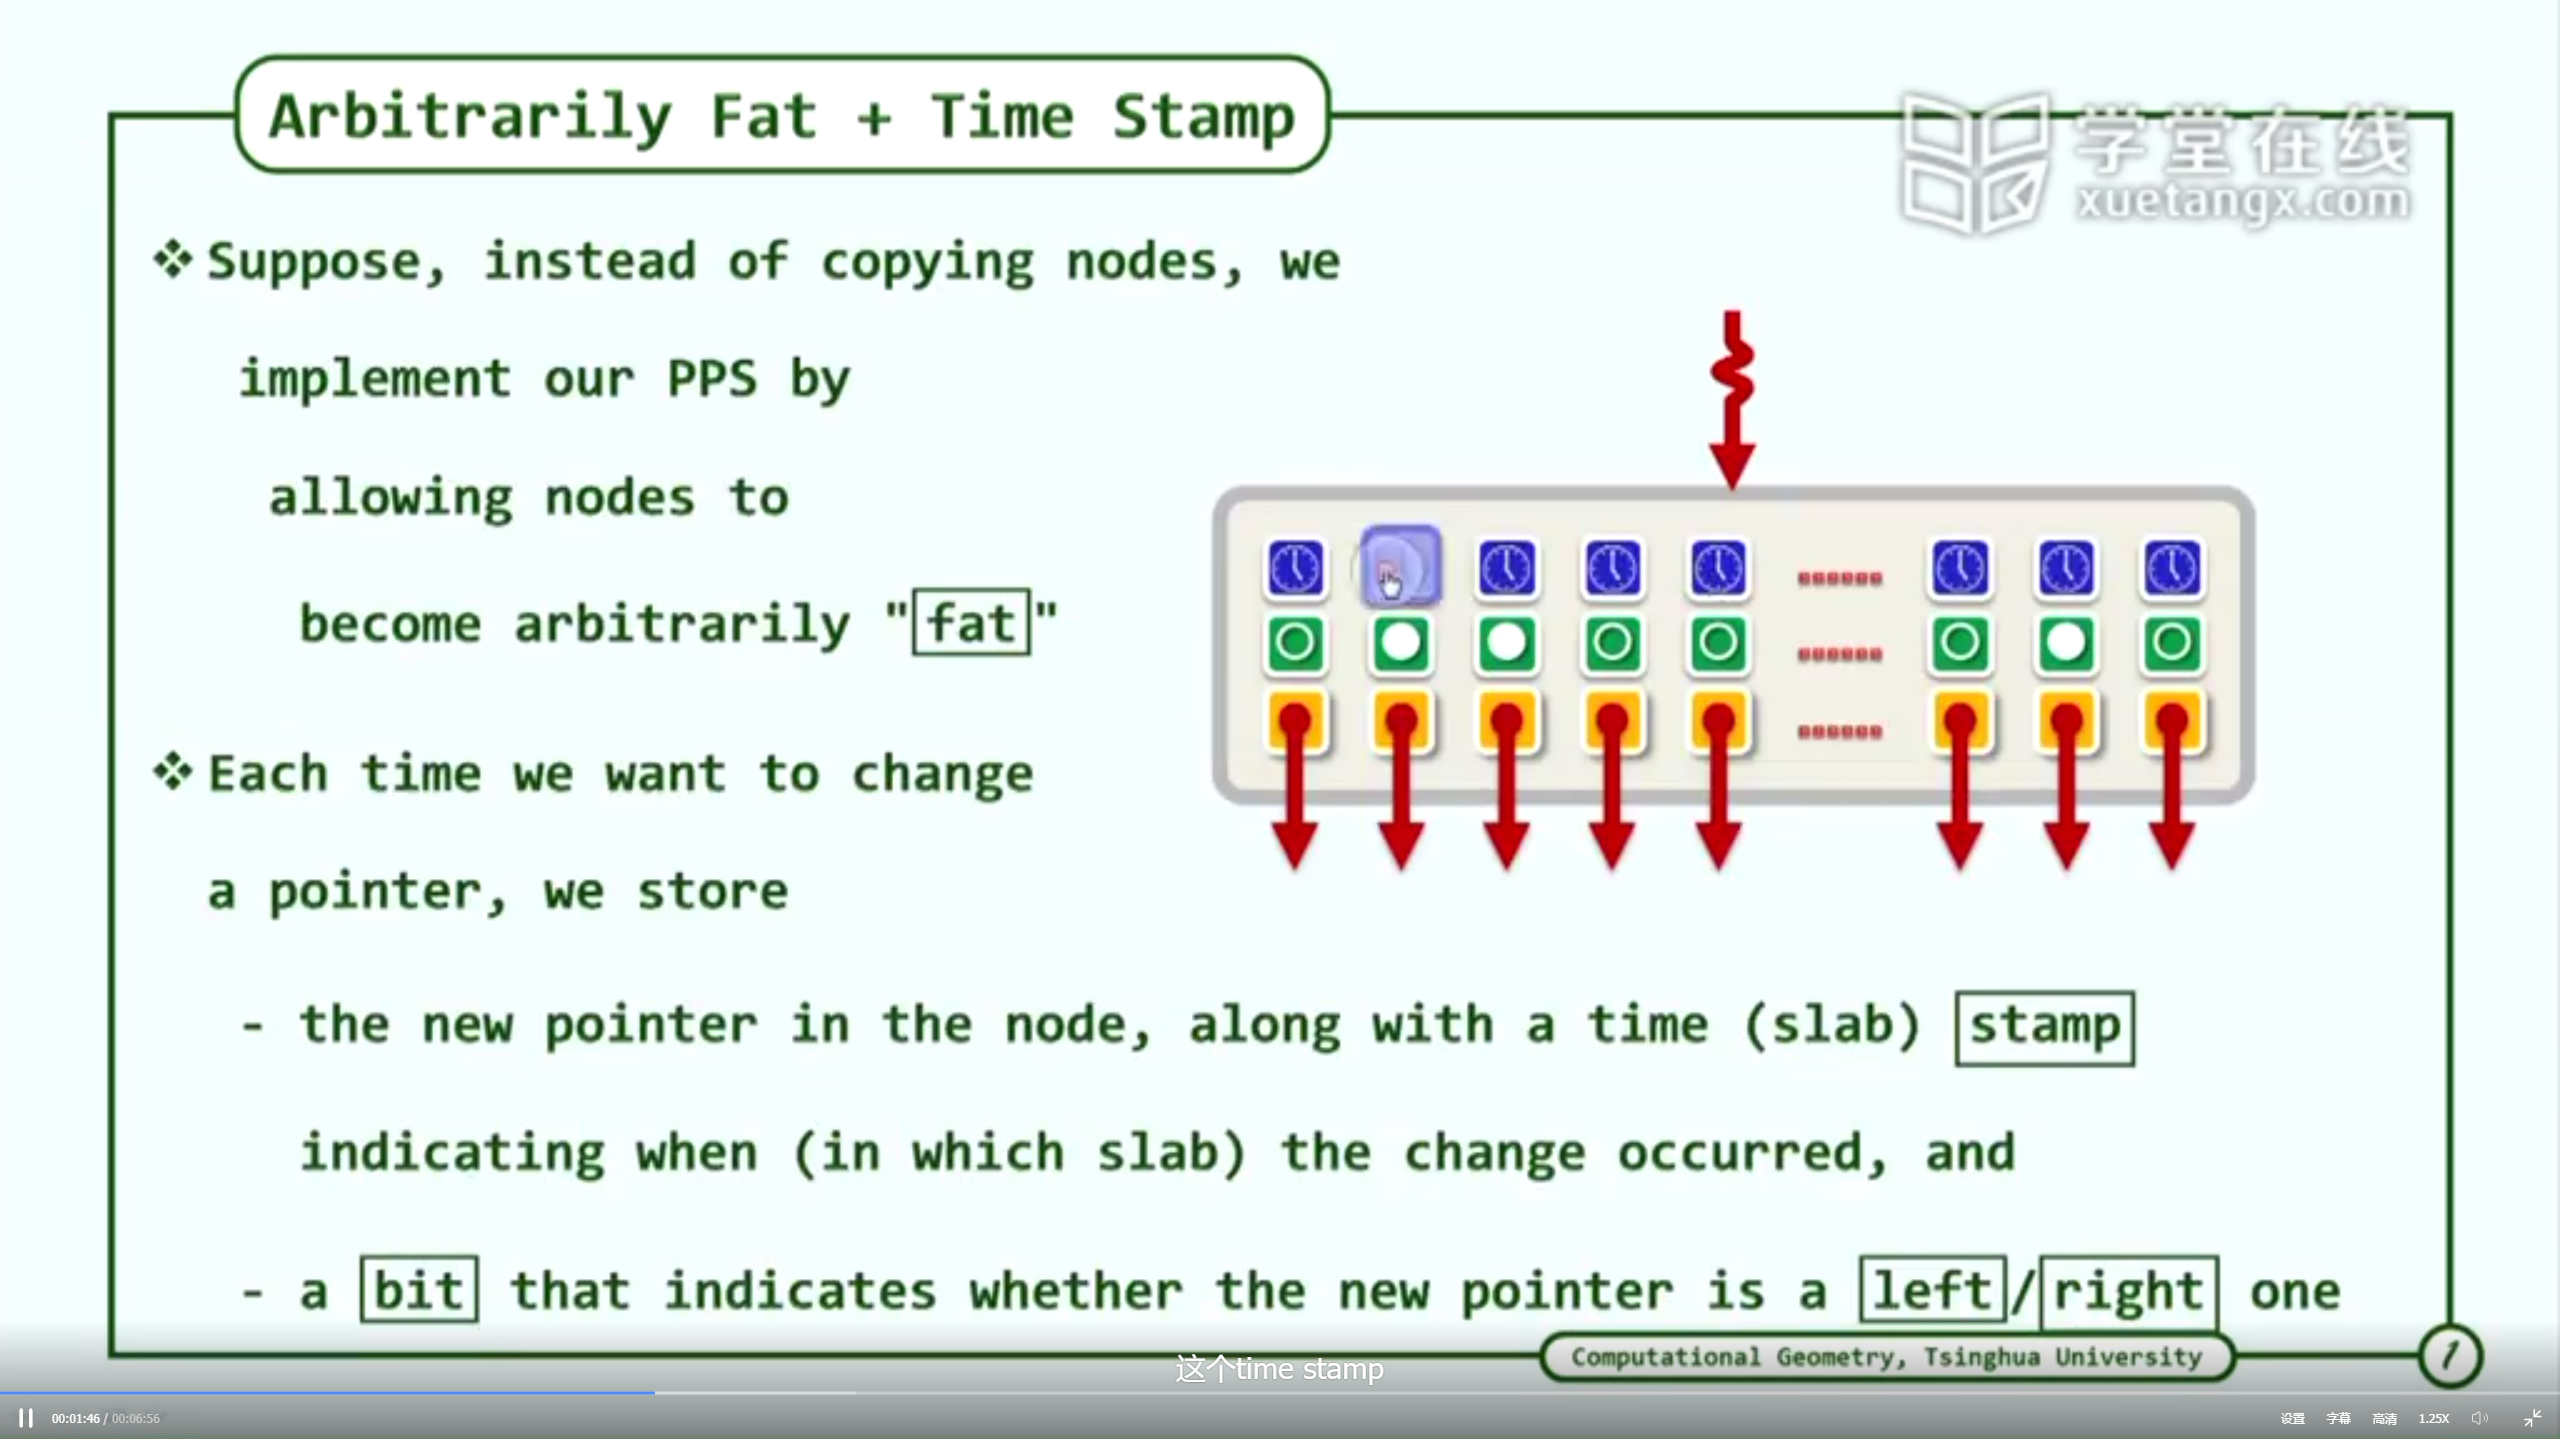 Arbitrarily Fat + Time Stamp
学堂在线
xuetangx.com
❖ Suppose, instead of copying nodes, we
implement our PPS by
allowing nodes to
become arbitrarily "fat"
❖ Each time we want to change
a pointer, we store
- the new pointer in the node, along with a time (slab) stamp
indicating when (in which slab) the change occurred, and
- a bit that indicates whether the new pointer is a left/right one
Computational Geometry, Tsinghua University
1
这个time stamp
00:01:46 / 00:06:56
设置 字幕 高清 1.25X